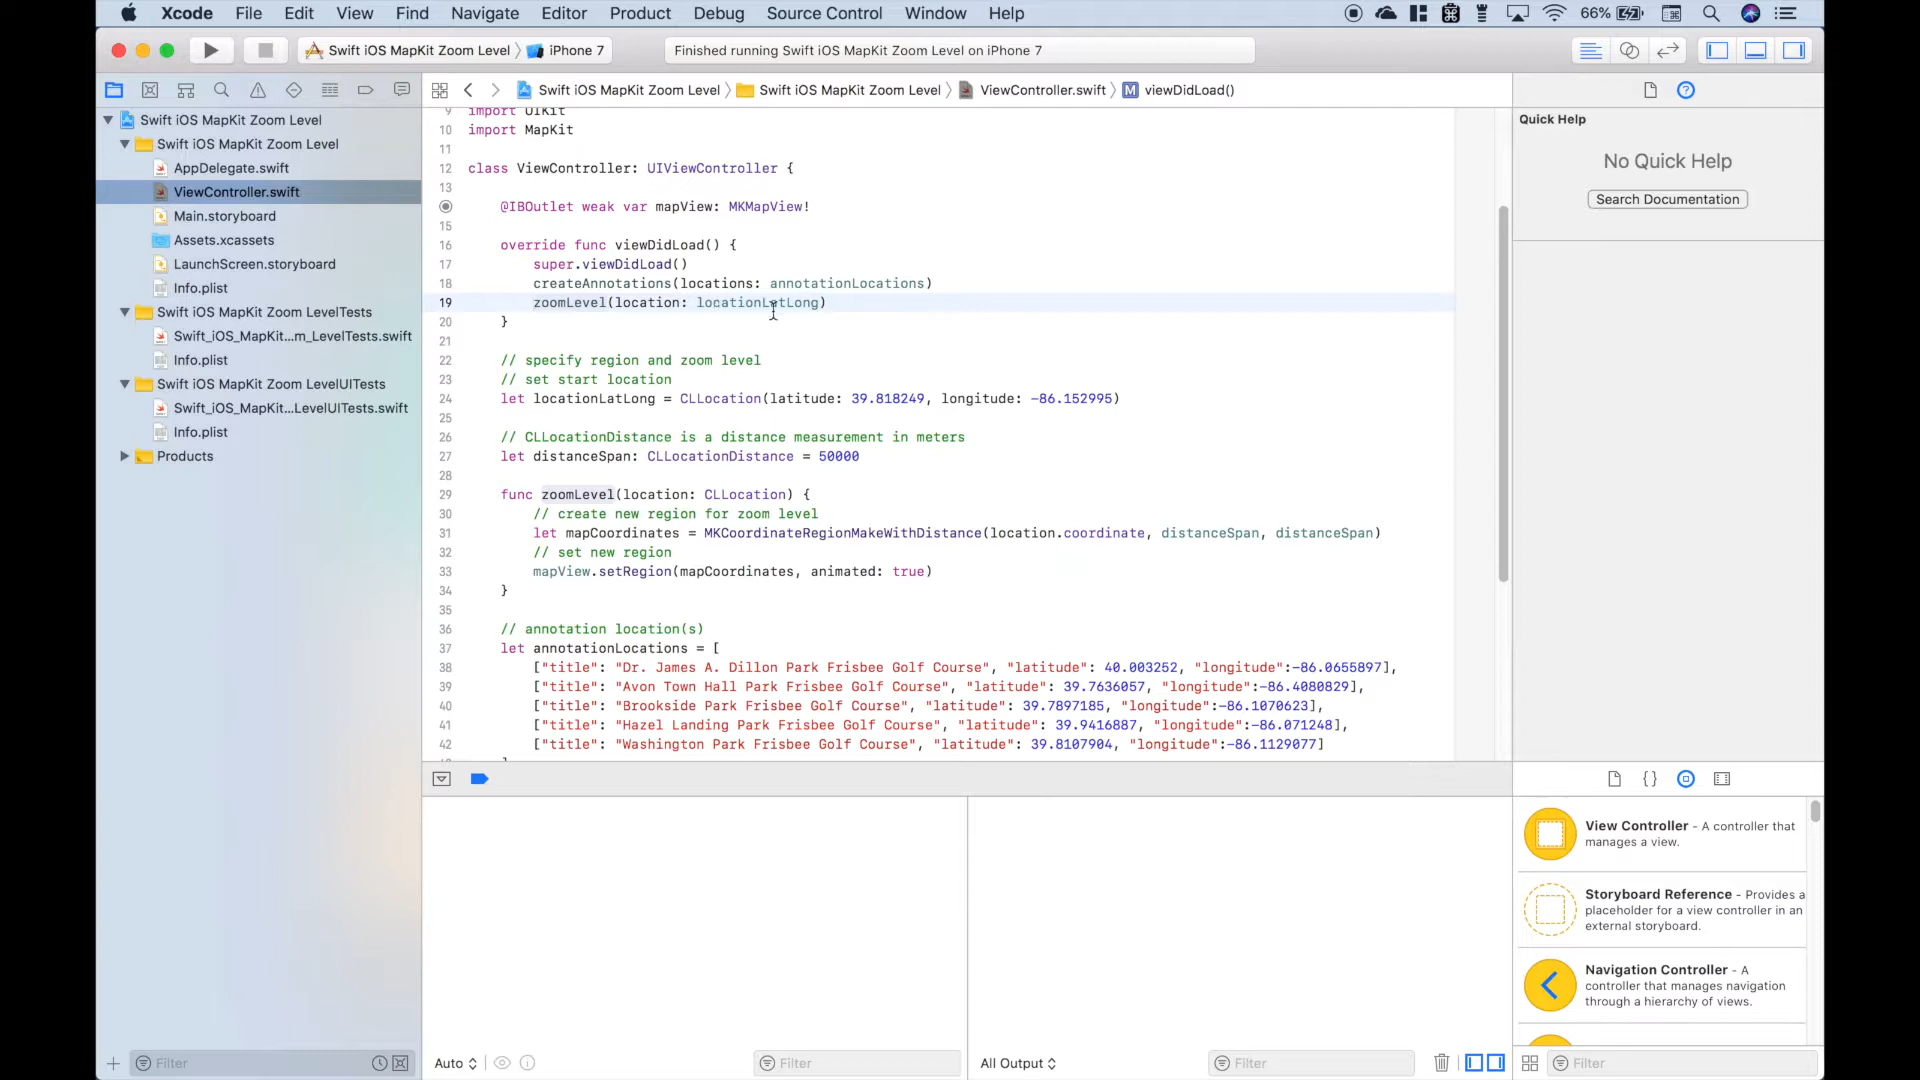 Xcode File Edit View Find Navigate Editor Product Debug Source Control Window Help 66%
Swift iOS MapKit Zoom Level iPhone 7
Finished running Swift iOS MapKit Zoom Level on iPhone 7
Swift iOS MapKit Zoom Level Swift iOS MapKit Zoom Level ViewController.swift M viewDidLoad()
Swift iOS MapKit Zoom Level
Swift iOS MapKit Zoom Level
AppDelegate.swift
ViewController.swift
Main.storyboard
Assets.xcassets
LaunchScreen.storyboard
Info.plist
Swift iOS MapKit Zoom LevelTests
Swift_iOS_MapKit...m_LevelTests.swift
Info.plist
Swift iOS MapKit Zoom LevelUITests
Swift_iOS_MapKit...LevelUITests.swift
Info.plist
Products
Filter
9 import UIKit
10 import MapKit
11
12 class ViewController: UIViewController {
13
@IBOutlet weak var mapView: MKMapView!
15
16 override func viewDidLoad() {
17 super.viewDidLoad()
18 createAnnotations(locations: annotationLocations)
19 zoomLevel(location: locationLatLong)
20 }
21
22 // specify region and zoom level
23 // set start location
24 let locationLatLong = CLLocation(latitude: 39.818249, longitude: -86.152995)
25
26 // CLLocationDistance is a distance measurement in meters
27 let distanceSpan: CLLocationDistance = 50000
28
29 func zoomLevel(location: CLLocation) {
30 // create new region for zoom level
31 let mapCoordinates = MKCoordinateRegionMakeWithDistance(location.coordinate, distanceSpan, distanceSpan)
32 // set new region
33 mapView.setRegion(mapCoordinates, animated: true)
34 }
35
36 // annotation location(s)
37 let annotationLocations = [
38 ["title": "Dr. James A. Dillon Park Frisbee Golf Course", "latitude": 40.003252, "longitude":-86.0655897],
39 ["title": "Avon Town Hall Park Frisbee Golf Course", "latitude": 39.7636057, "longitude":-86.4080829],
40 ["title": "Brookside Park Frisbee Golf Course", "latitude": 39.7897185, "longitude":-86.1070623],
41 ["title": "Hazel Landing Park Frisbee Golf Course", "latitude": 39.9416887, "longitude":-86.071248],
42 ["title": "Washington Park Frisbee Golf Course", "latitude": 39.8107904, "longitude":-86.1129077]
Auto
Filter
All Output
Filter
Quick Help
No Quick Help
Search Documentation
{}
View Controller - A controller that
manages a view.
Storyboard Reference - Provides a
placeholder for a view controller in an
external storyboard.
Navigation Controller - A
controller that manages navigation
through a hierarchy of views.
Filter